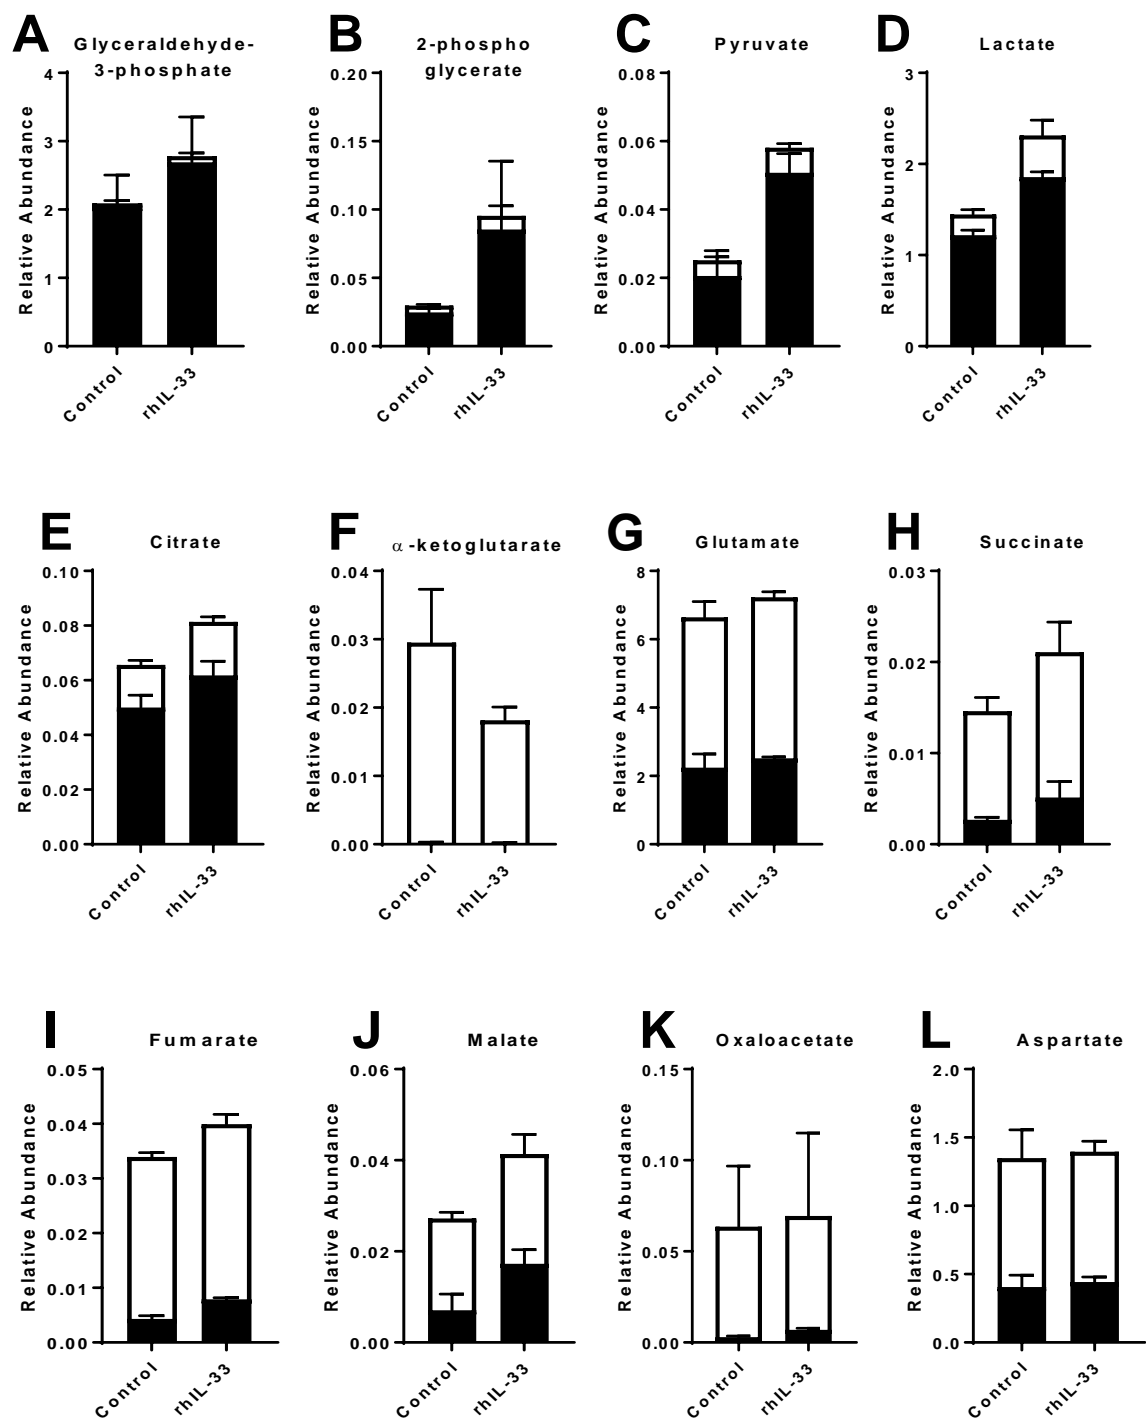 A
Glyceraldehyde-
3-phosphate
Relative Abundance
4
3
2
1
0
Control
rhIL-33
B
2-phospho
glycerate
Relative Abundance
0.20
0.15
0.10
0.05
0.00
Control
rhIL-33
C
Pyruvate
Relative Abundance
0.08
0.06
0.04
0.02
0.00
Control
rhIL-33
D
Lactate
Relative Abundance
3
2
1
0
Control
rhIL-33
E
Citrate
Relative Abundance
0.10
0.08
0.06
0.04
0.02
0.00
Control
rhIL-33
F
α-ketoglutarate
Relative Abundance
0.04
0.03
0.02
0.01
0.00
Control
rhIL-33
G
Glutamate
Relative Abundance
8
6
4
2
0
Control
rhIL-33
H
Succinate
Relative Abundance
0.03
0.02
0.01
0.00
Control
rhIL-33
I
Fumarate
Relative Abundance
0.05
0.04
0.03
0.02
0.01
0.00
Control
rhIL-33
J
Malate
Relative Abundance
0.06
0.04
0.02
0.00
Control
rhIL-33
K
Oxaloacetate
Relative Abundance
0.15
0.10
0.05
0.00
Control
rhIL-33
L
Aspartate
Relative Abundance
2.0
1.5
1.0
0.5
0.0
Control
rhIL-33